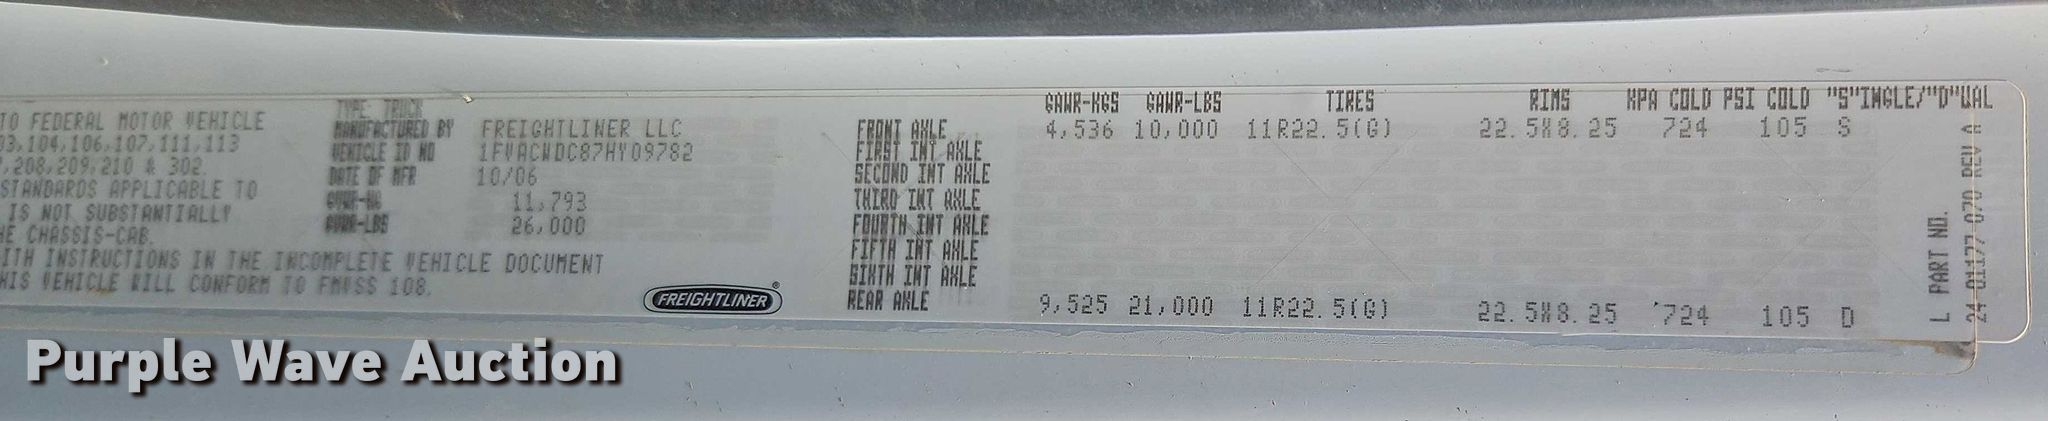 TO FEDERAL MOTOR VEHICLE
03,104,106,107,111,113
,208,209,210 & 302.
STANDARDS APPLICABLE TO
IS NOT SUBSTANTIALLY
HE CHASSIS-CAB.
ITH INSTRUCTIONS IN THE INCOMPLETE VEHICLE DOCUMENT
HIS VEHICLE WILL CONFORM TO FMVSS 108.
TYPE: TRUCK
MANUFACTURED BY FREIGHTLINER LLC
VEHICLE ID NO 1FVACWDC87HY09782
DATE OF MFR 10/06
GVWR-KG 11,793
GVWR-LBS 26,000
FREIGHTLINER®
GAWR-KGS GAWR-LBS TIRES RIMS KPA COLD PSI COLD "S"INGLE/"D"UAL
FRONT AXLE 4,536 10,000 11R22.5(G) 22.5X8.25 724 105 S
FIRST INT AXLE
SECOND INT AXLE
THIRD INT AXLE
FOURTH INT AXLE
FIFTH INT AXLE
SIXTH INT AXLE
REAR AXLE 9,525 21,000 11R22.5(G) 22.5X8.25 724 105 D
L PART NO.
24-01177-070 REV A
Purple Wave Auction